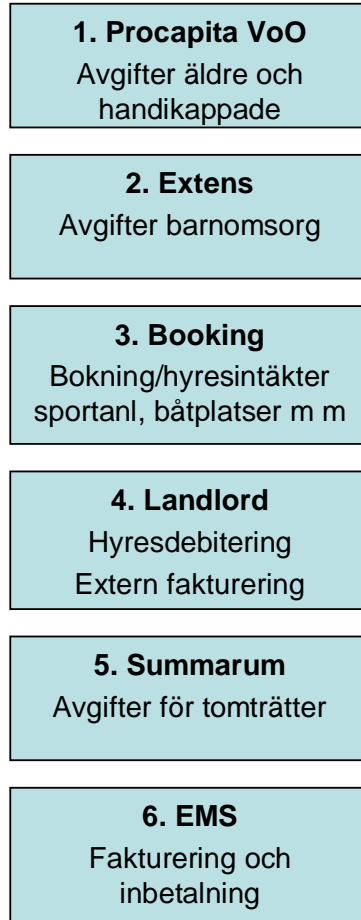 1. Procapita VoO
Avgifter äldre och
handikappade
2. Extens
Avgifter barnomsorg
3. Booking
Bokning/hyresintäkter
sportanl, båtplatser m m
4. Landlord
Hyresdebitering
Extern fakturering
5. Summarum
Avgifter för tomträtter
6. EMS
Fakturering och
inbetalning